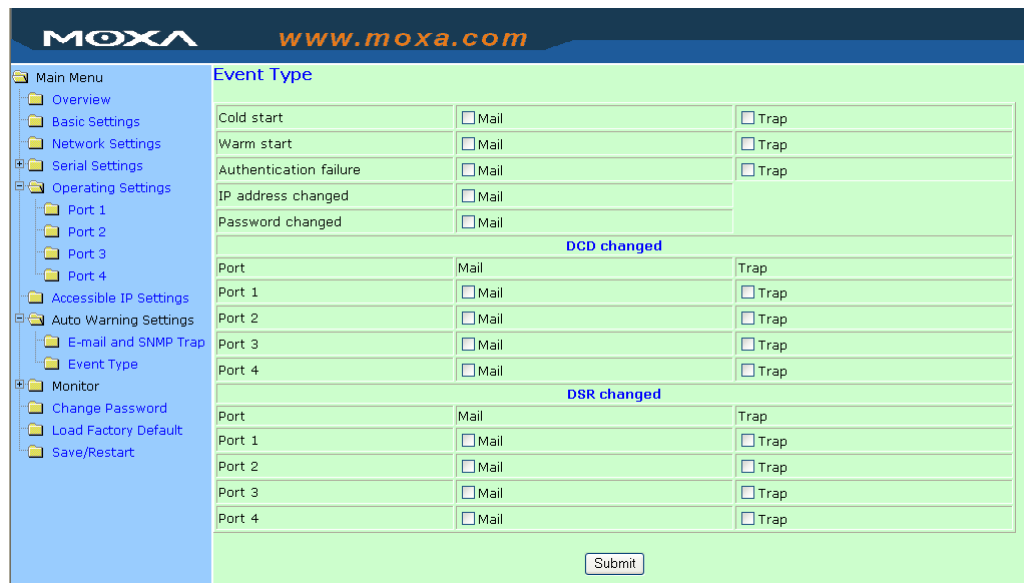 MOXA www.moxa.com
Main Menu
Overview
Basic Settings
Network Settings
Serial Settings
Operating Settings
Port 1
Port 2
Port 3
Port 4
Accessible IP Settings
Auto Warning Settings
E-mail and SNMP Trap
Event Type
Monitor
Change Password
Load Factory Default
Save/Restart
Event Type
Cold start Mail Trap
Warm start Mail Trap
Authentication failure Mail Trap
IP address changed Mail
Password changed Mail
DCD changed
Port Mail Trap
Port 1 Mail Trap
Port 2 Mail Trap
Port 3 Mail Trap
Port 4 Mail Trap
DSR changed
Port Mail Trap
Port 1 Mail Trap
Port 2 Mail Trap
Port 3 Mail Trap
Port 4 Mail Trap
Submit